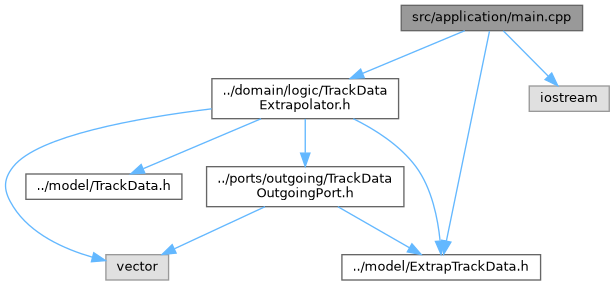 src/application/main.cpp
../domain/logic/TrackData
Extrapolator.h
iostream
../model/TrackData.h
../ports/outgoing/TrackData
OutgoingPort.h
vector
../model/ExtrapTrackData.h